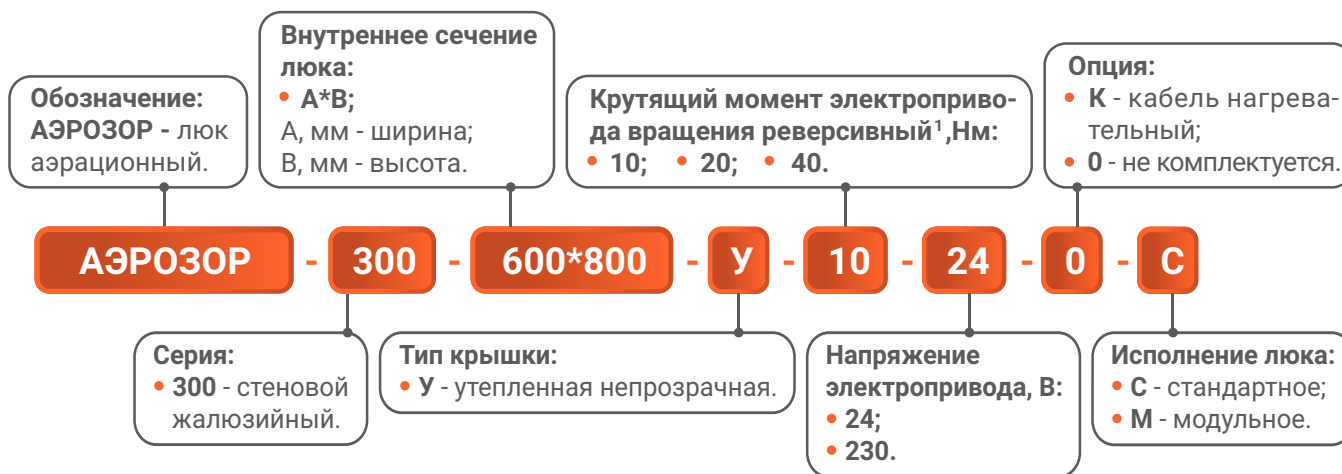 Обозначение:
АЭРОЗОР - люк
аэрационный.
Внутреннее сечение
люка:
• А*В;
А, мм - ширина;
В, мм - высота.
Крутящий момент электроприво-
да вращения реверсивный¹,Нм:
• 10; • 20; • 40.
Опция:
• К - кабель нагрева-
тельный;
• 0 - не комплектуется.
АЭРОЗОР - 300 - 600*800 - У - 10 - 24 - 0 - С
Серия:
• 300 - стеновой
жалюзийный.
Тип крышки:
• У - утепленная непрозрачная.
Напряжение
электропривода, В:
• 24;
• 230.
Исполнение люка:
• С - стандартное;
• М - модульное.